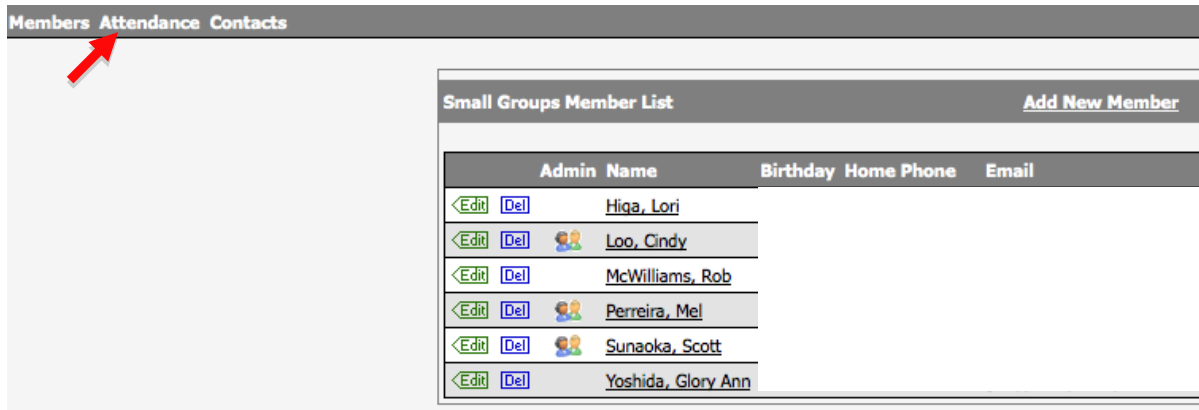 Members Attendance Contacts
Small Groups Member List Add New Member
Admin Name Birthday Home Phone Email
Edit Del Higa, Lori
Edit Del Loo, Cindy
Edit Del McWilliams, Rob
Edit Del Perreira, Mel
Edit Del Sunaoka, Scott
Edit Del Yoshida, Glory Ann